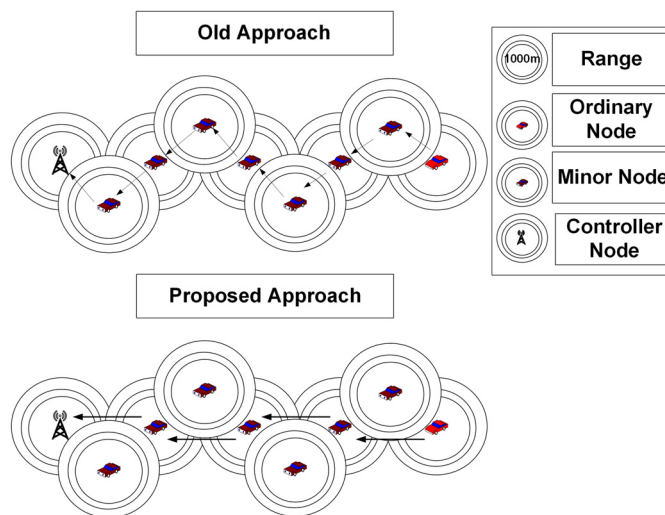 Old Approach
1000m
Range
Ordinary
Node
Minor Node
Controller
Node
Proposed Approach